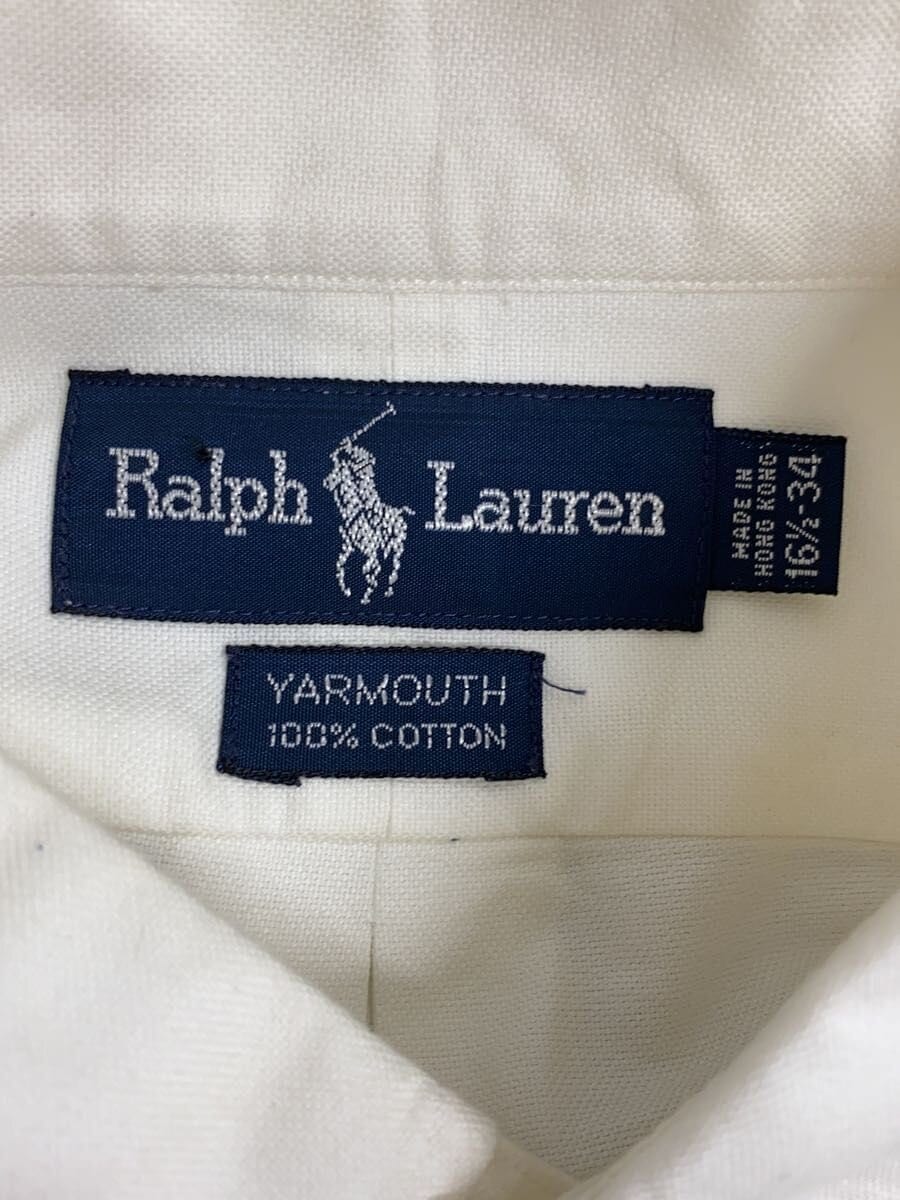 Ralph Lauren
MADE IN
HONG KONG
16½-34
YARMOUTH
100% COTTON